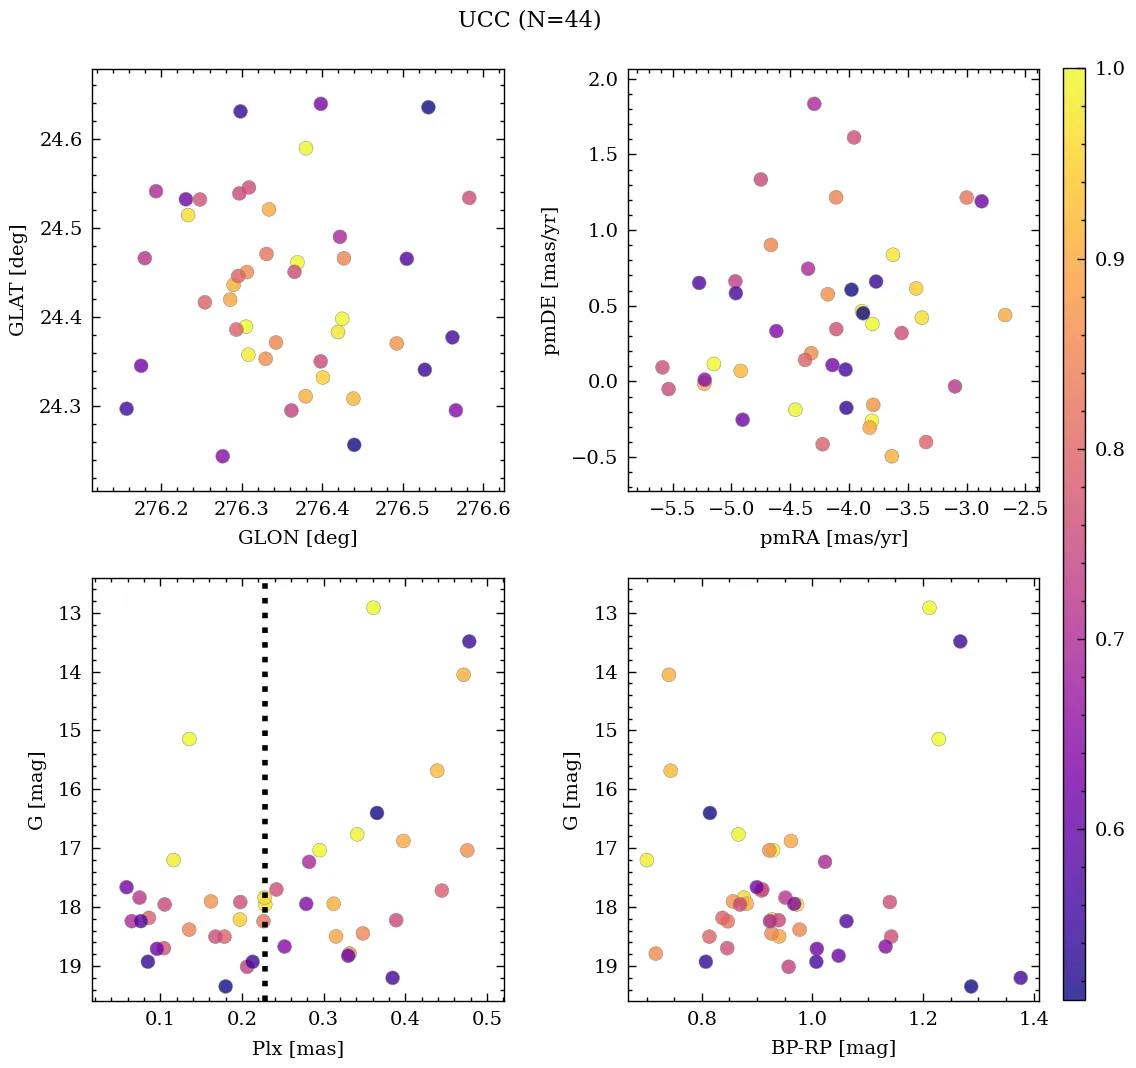 UCC (N=44)
24.6
24.5
24.4
24.3
GLAT [deg]
276.2 276.3 276.4 276.5 276.6
GLON [deg]
2.0
1.5
1.0
0.5
0.0
−0.5
pmDE [mas/yr]
−5.5 −5.0 −4.5 −4.0 −3.5 −3.0 −2.5
pmRA [mas/yr]
1.0
0.9
0.8
0.7
0.6
13
14
15
16
17
18
19
G [mag]
0.1 0.2 0.3 0.4 0.5
Plx [mas]
13
14
15
16
17
18
19
G [mag]
0.8 1.0 1.2 1.4
BP-RP [mag]